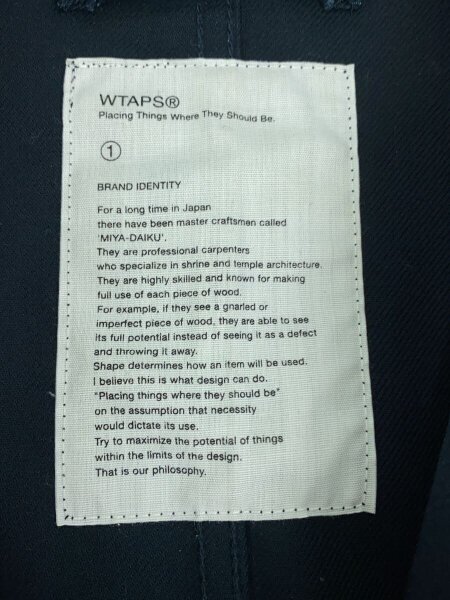 WTAPS®
Placing Things Where They Should Be.
①
BRAND IDENTITY
For a long time in Japan
there have been master craftsmen called
'MIYA-DAIKU'.
They are professional carpenters
who specialize in shrine and temple architecture.
They are highly skilled and known for making
full use of each piece of wood.
For example, if they see a gnarled or
imperfect piece of wood, they are able to see
its full potential instead of seeing it as a defect
and throwing it away.
Shape determines how an item will be used.
I believe this is what design can do.
"Placing things where they should be"
on the assumption that necessity
would dictate its use.
Try to maximize the potential of things
within the limits of the design.
That is our philosophy.